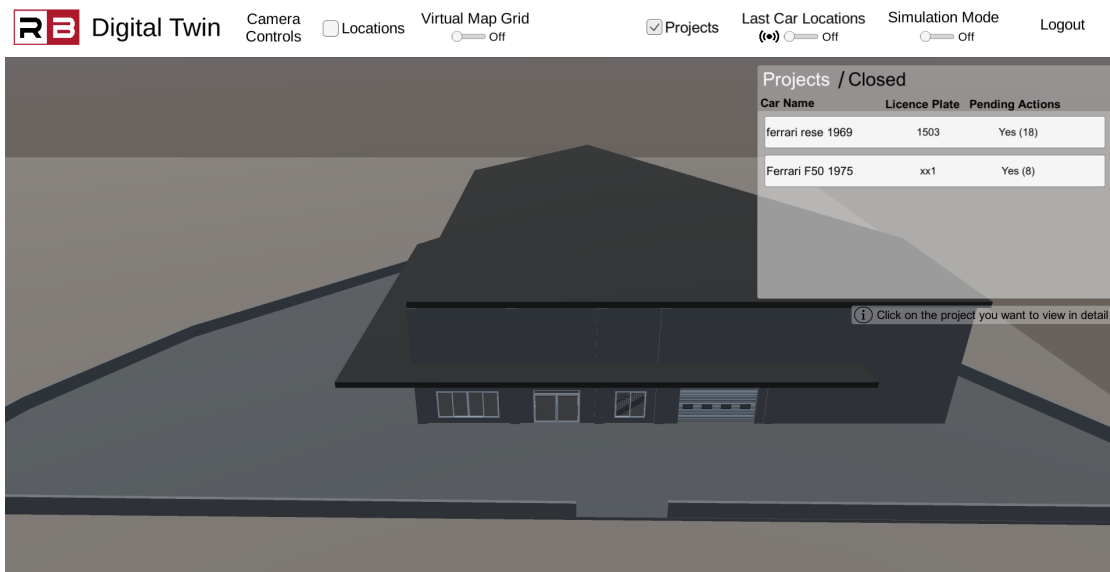 RB Digital Twin
Camera
Controls
Locations
Virtual Map Grid
Off
Projects
Last Car Locations
Off
Simulation Mode
Off
Logout
Projects / Closed
Car Name Licence Plate Pending Actions
ferrari rese 1969 1503 Yes (18)
Ferrari F50 1975 xx1 Yes (8)
Click on the project you want to view in detail